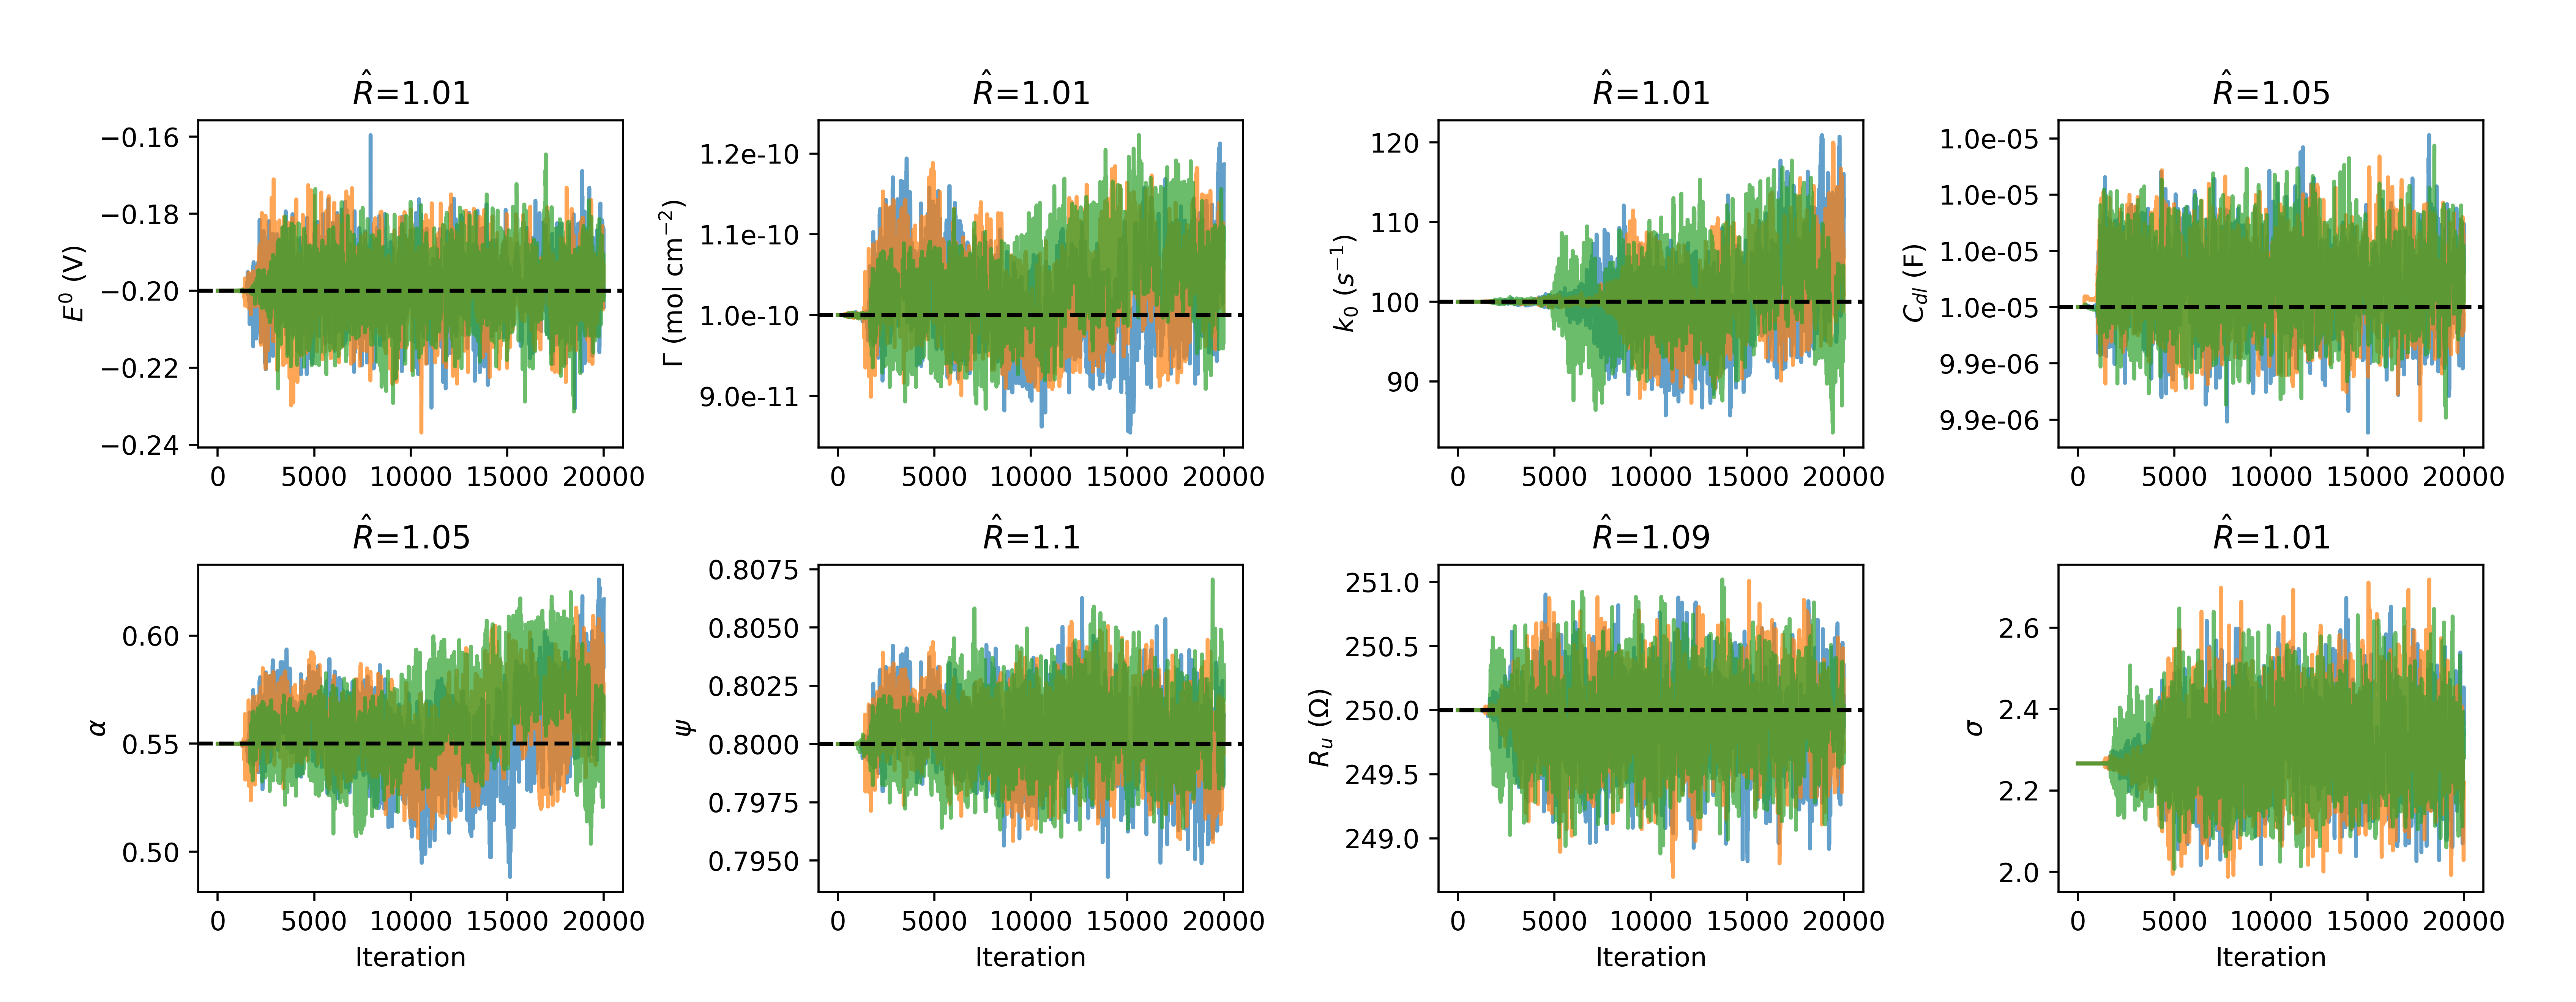 R̂=1.01
−0.16
−0.18
−0.20
−0.22
−0.24
E⁰ (V)
0 5000 10000 15000 20000
R̂=1.01
1.2e-10
1.1e-10
1.0e-10
9.0e-11
Γ (mol cm⁻²)
0 5000 10000 15000 20000
R̂=1.01
120
110
100
90
k₀ (s⁻¹)
0 5000 10000 15000 20000
R̂=1.05
1.0e-05
1.0e-05
1.0e-05
1.0e-05
9.9e-06
9.9e-06
C_dl (F)
0 5000 10000 15000 20000
R̂=1.05
0.60
0.55
0.50
α
0 5000 10000 15000 20000
Iteration
R̂=1.1
0.8075
0.8050
0.8025
0.8000
0.7975
0.7950
ψ
0 5000 10000 15000 20000
Iteration
R̂=1.09
251.0
250.5
250.0
249.5
249.0
Rᵤ (Ω)
0 5000 10000 15000 20000
Iteration
R̂=1.01
2.6
2.4
2.2
2.0
σ
0 5000 10000 15000 20000
Iteration